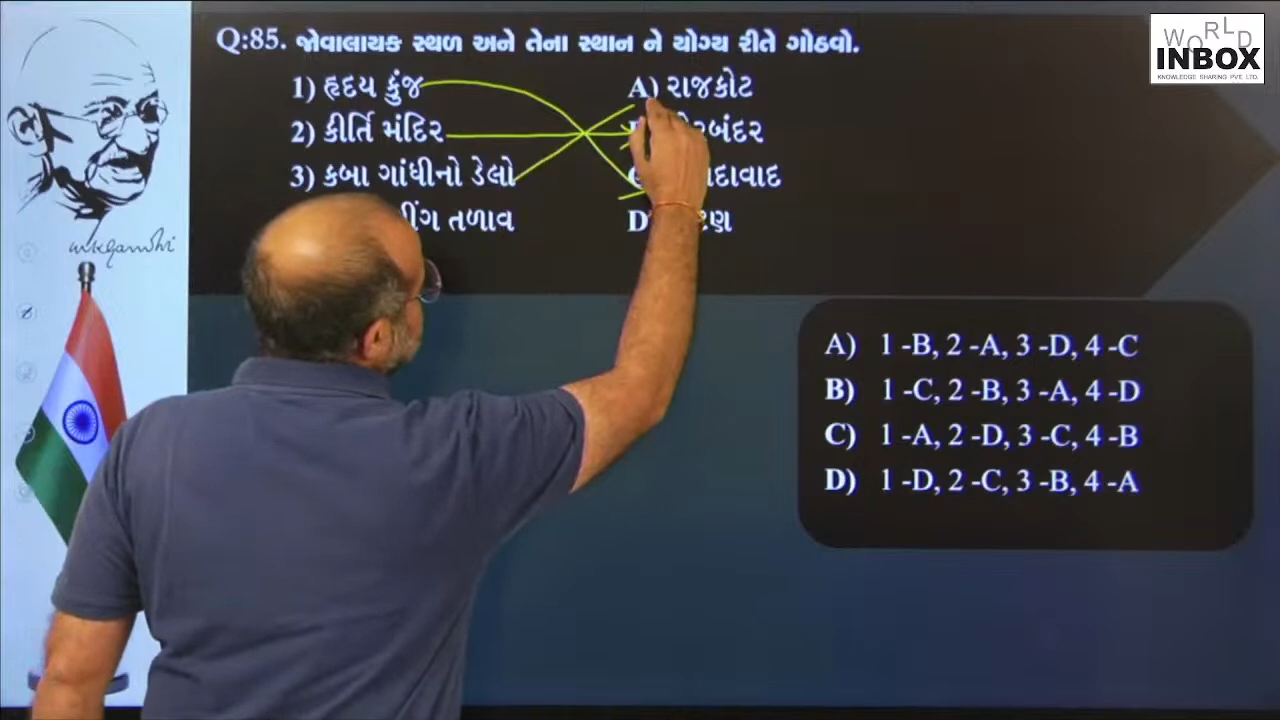 WORLD
INBOX
KNOWLEDGE SHARING PVT. LTD.
Q:85. જોવાલાયક સ્થળ અને તેના સ્થાન ને યોગ્ય રીતે ગોઠવો.
1) હૃદય કુંજ
A) રાજકોટ
2) કીર્તિ મંદિર
3) કબા ગાંધીનો ડેલો
તળાવ
D
mkgandhi
A) 1 -B, 2 -A, 3 -D, 4 -C
B) 1 -C, 2 -B, 3 -A, 4 -D
C) 1 -A, 2 -D, 3 -C, 4 -B
D) 1 -D, 2 -C, 3 -B, 4 -A